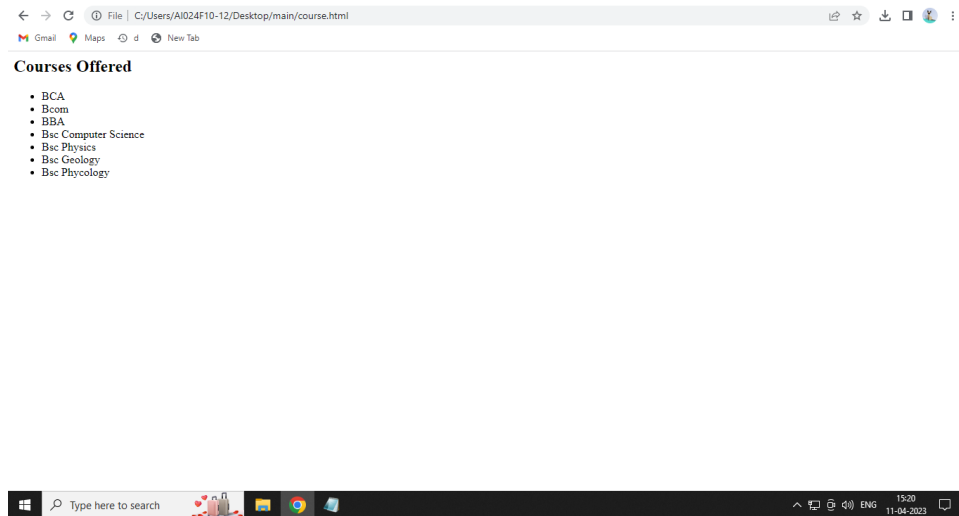 File | C:/Users/AI024F10-12/Desktop/main/course.html
Gmail Maps d New Tab
Courses Offered
BCA
Bcom
BBA
Bsc Computer Science
Bsc Physics
Bsc Geology
Bsc Phycology
Type here to search
ENG
15:20
11-04-2023